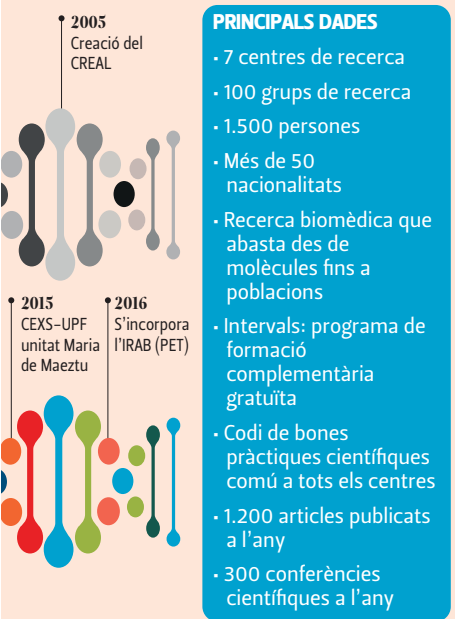 2005
Creació del
CREAL
2015
CEXS-UPF
unitat Maria
de Maeztu
2016
S'incorpora
l'IRAB (PET)
PRINCIPALS DADES
· 7 centres de recerca
· 100 grups de recerca
· 1.500 persones
· Més de 50
nacionalitats
· Recerca biomèdica que
abasta des de
molècules fins a
poblacions
· Intervals: programa de
formació
complementària
gratuïta
· Codi de bones
pràctiques científiques
comú a tots els centres
· 1.200 articles publicats
a l'any
· 300 conferències
científiques a l'any